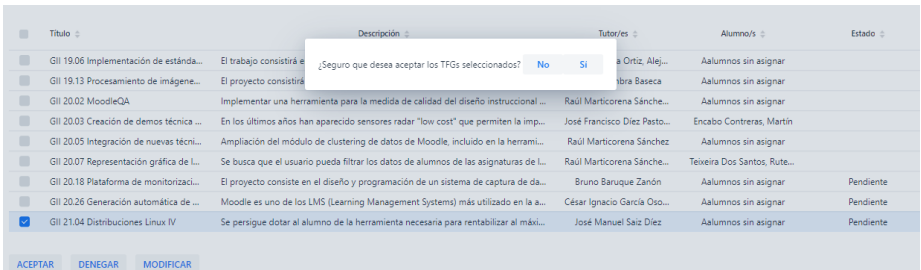 Título Descripción Tutor/es Alumno/s Estado
¿Seguro que desea aceptar los TFGs seleccionados? No Si
GII 19.06 Implementación de estánda... El trabajo consistirá e Ortiz, Alej... Aalumnos sin asignar
GII 19.13 Procesamiento de imágene... El proyecto consistirá Baseca Aalumnos sin asignar
GII 20.02 MoodleQA Implementar una herramienta para la medida de calidad del diseño instruccional ... Raúl Marticorena Sánche... Aalumnos sin asignar
GII 20.03 Creación de demos técnica ... En los últimos años han aparecido sensores radar "low cost" que permiten la imp... José Francisco Díez Pasto... Encabo Contreras, Martín
GII 20.05 Integración de nuevas técni... Ampliación del módulo de clustering de datos de Moodle, incluido en la herrami... Raúl Marticorena Sánchez Aalumnos sin asignar
GII 20.07 Representación gráfica de l... Se busca que el usuario pueda filtrar los datos de alumnos de las asignaturas de l... Raúl Marticorena Sánche... Teixeira Dos Santos, Rute...
GII 20.18 Plataforma de monitorizaci... El proyecto consiste en el diseño y programación de un sistema de captura de da... Bruno Baruque Zanón Aalumnos sin asignar Pendiente
GII 20.26 Generación automática de ... Moodle es uno de los LMS (Learning Management Systems) más utilizado en la a... César Ignacio García Oso... Aalumnos sin asignar Pendiente
GII 21.04 Distribuciones Linux IV Se persigue dotar al alumno de la herramienta necesaria para rentabilizar al máxi... José Manuel Saiz Díez Aalumnos sin asignar Pendiente
ACEPTAR DENEGAR MODIFICAR